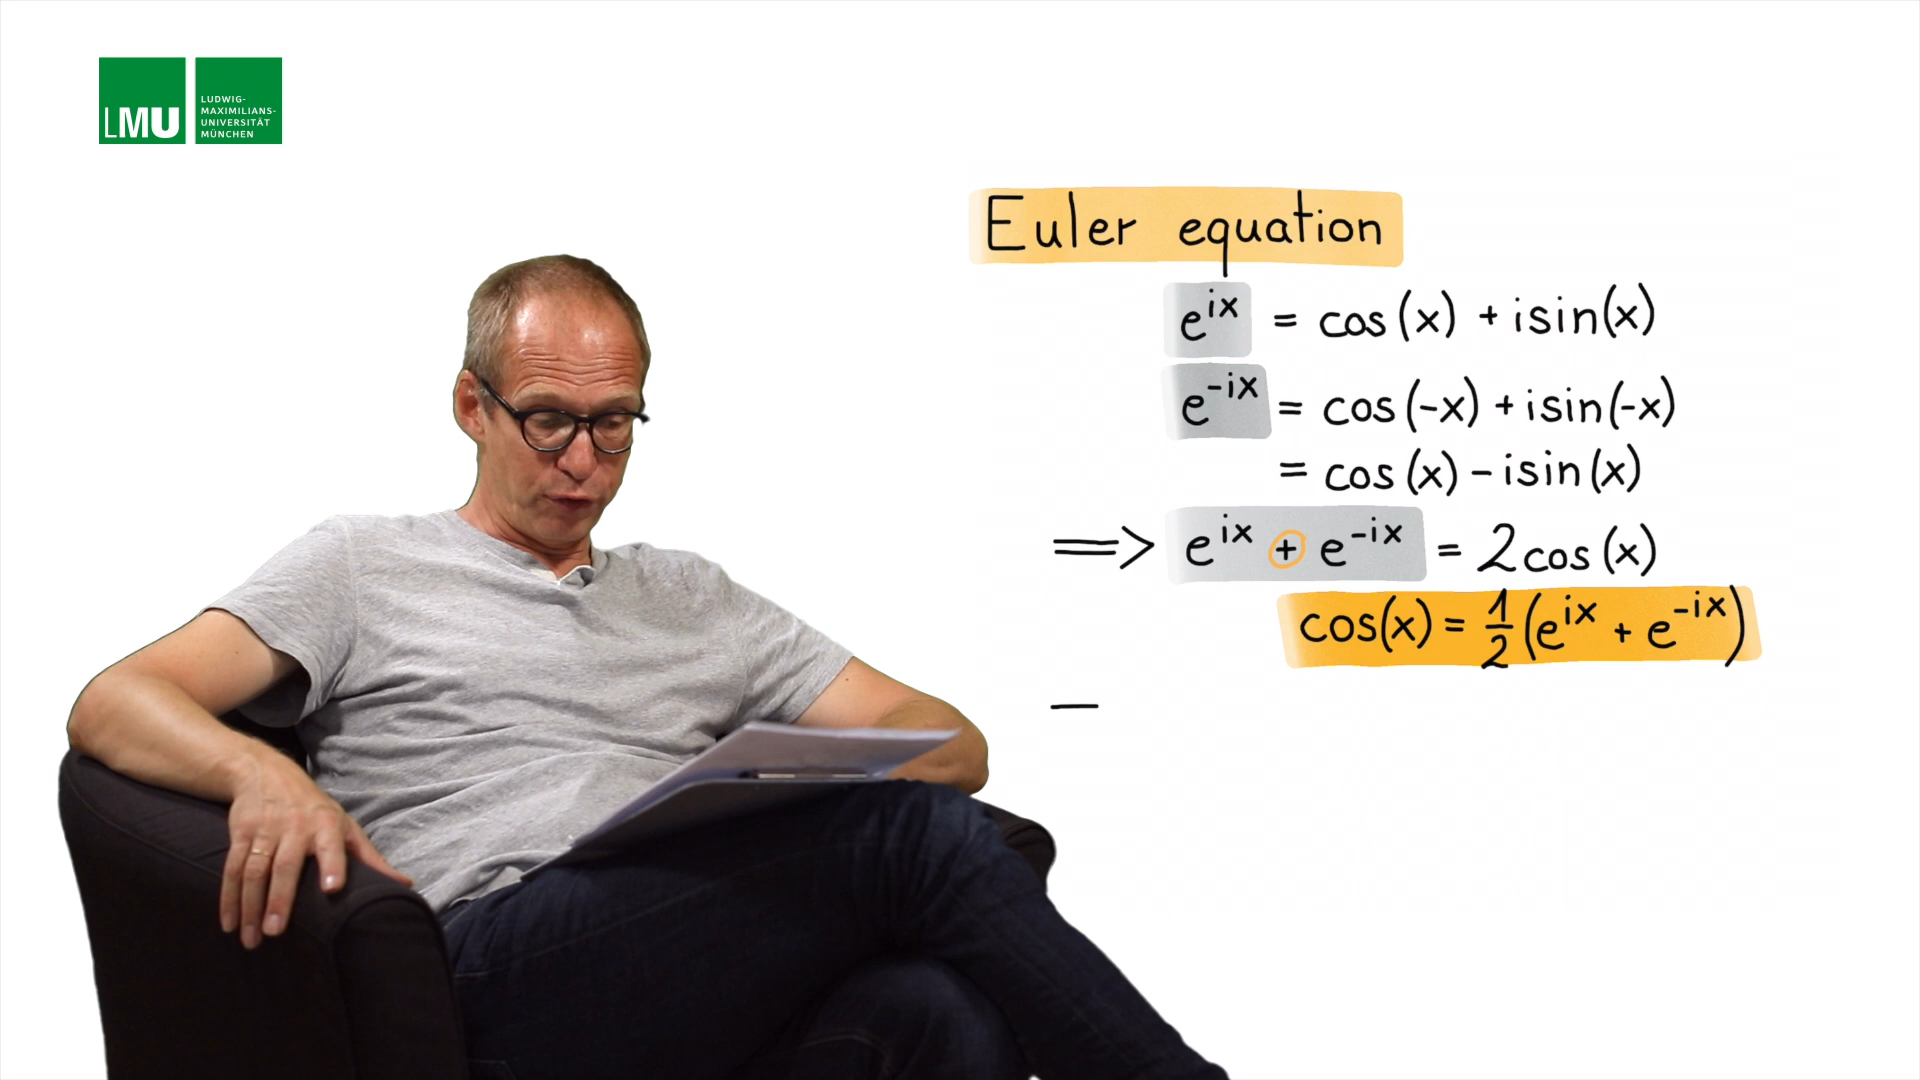 LMU
LUDWIG-
MAXIMILIANS-
UNIVERSITÄT
MÜNCHEN
Euler equation
e^{ix} = cos(x) + isin(x)
e^{-ix} = cos(-x) + isin(-x)
= cos(x) - isin(x)
⟹ e^{ix} + e^{-ix} = 2cos(x)
cos(x) = 1/2 (e^{ix} + e^{-ix})